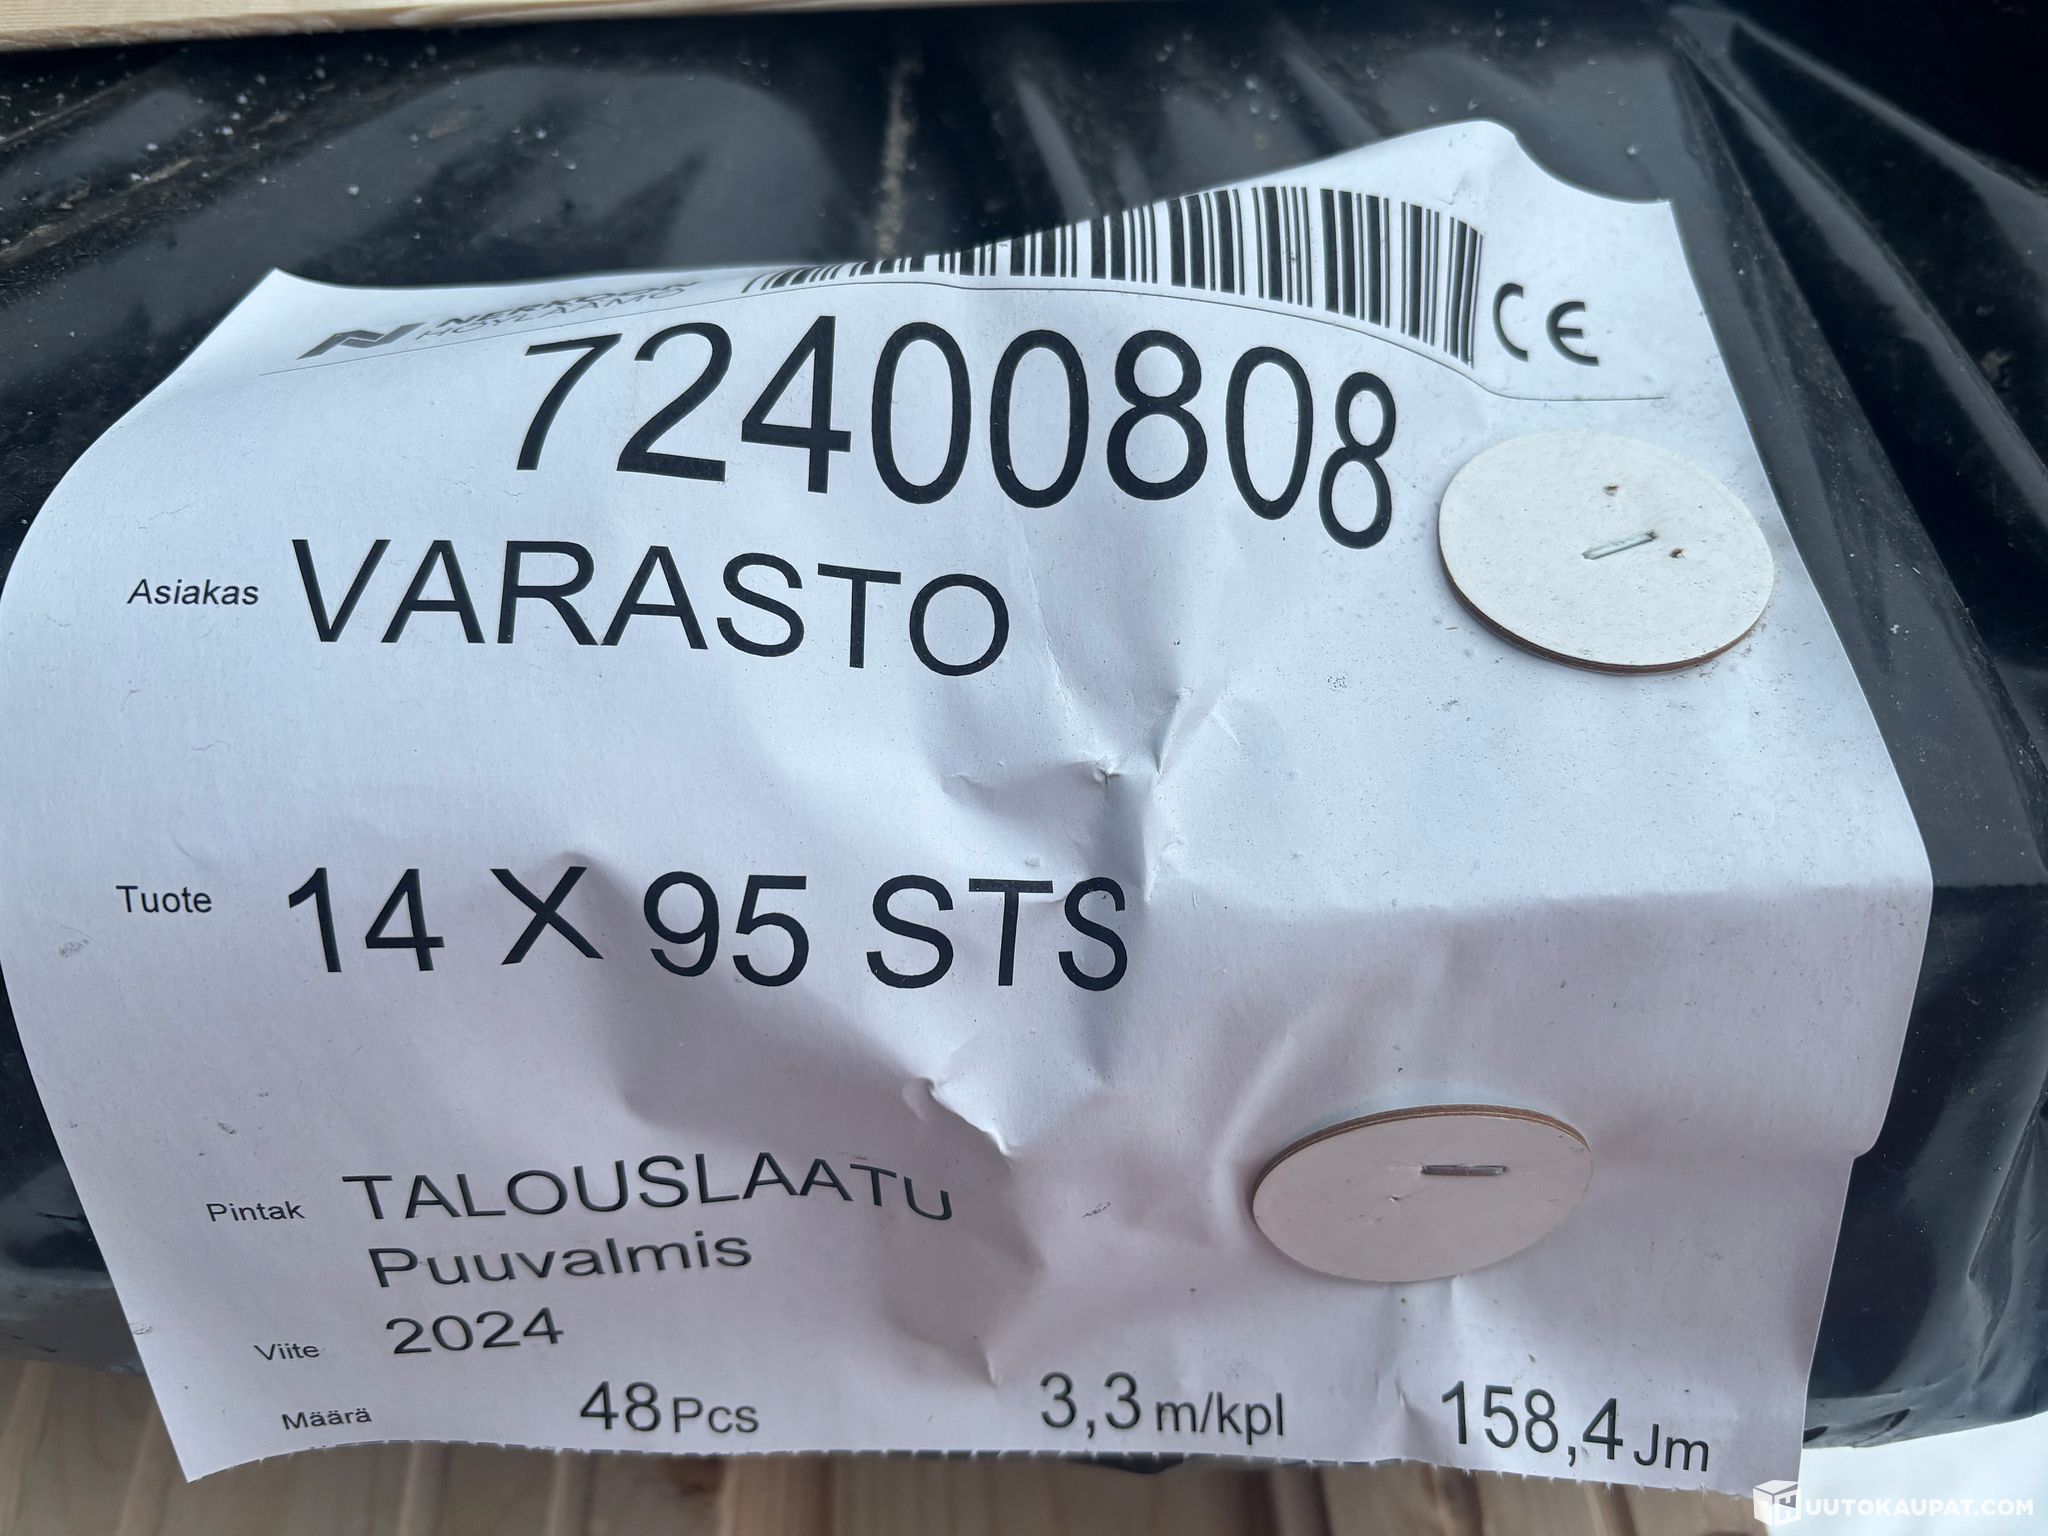 NERKOON
HÖYLÄÄMÖ
CE
72400808
Asiakas VARASTO
Tuote 14 X 95 STS
Pintak TALOUSLAATU
Puuvalmis
Viite 2024
Määrä 48 Pcs 3,3 m/kpl 158,4 Jm
HUUTOKAUPAT.COM